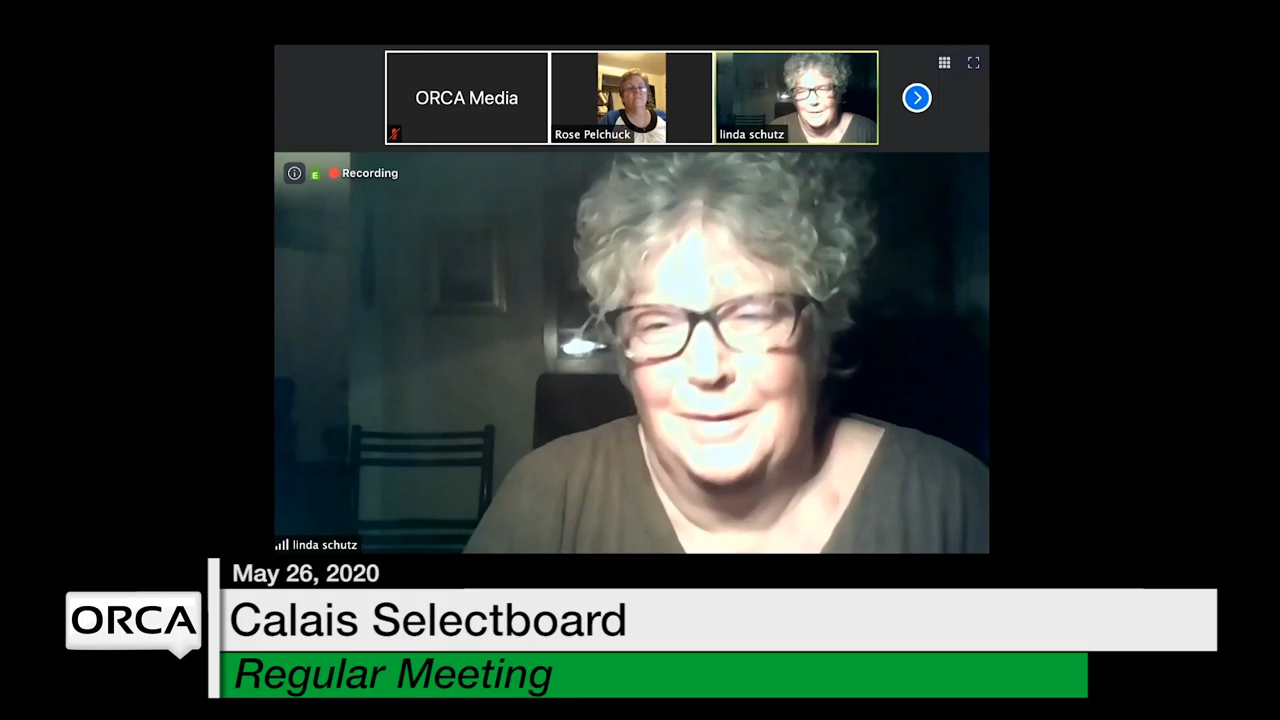 ORCA Media
Rose Pelchuck
linda schutz
E
Recording
linda schutz
May 26, 2020
ORCA
Calais Selectboard
Regular Meeting